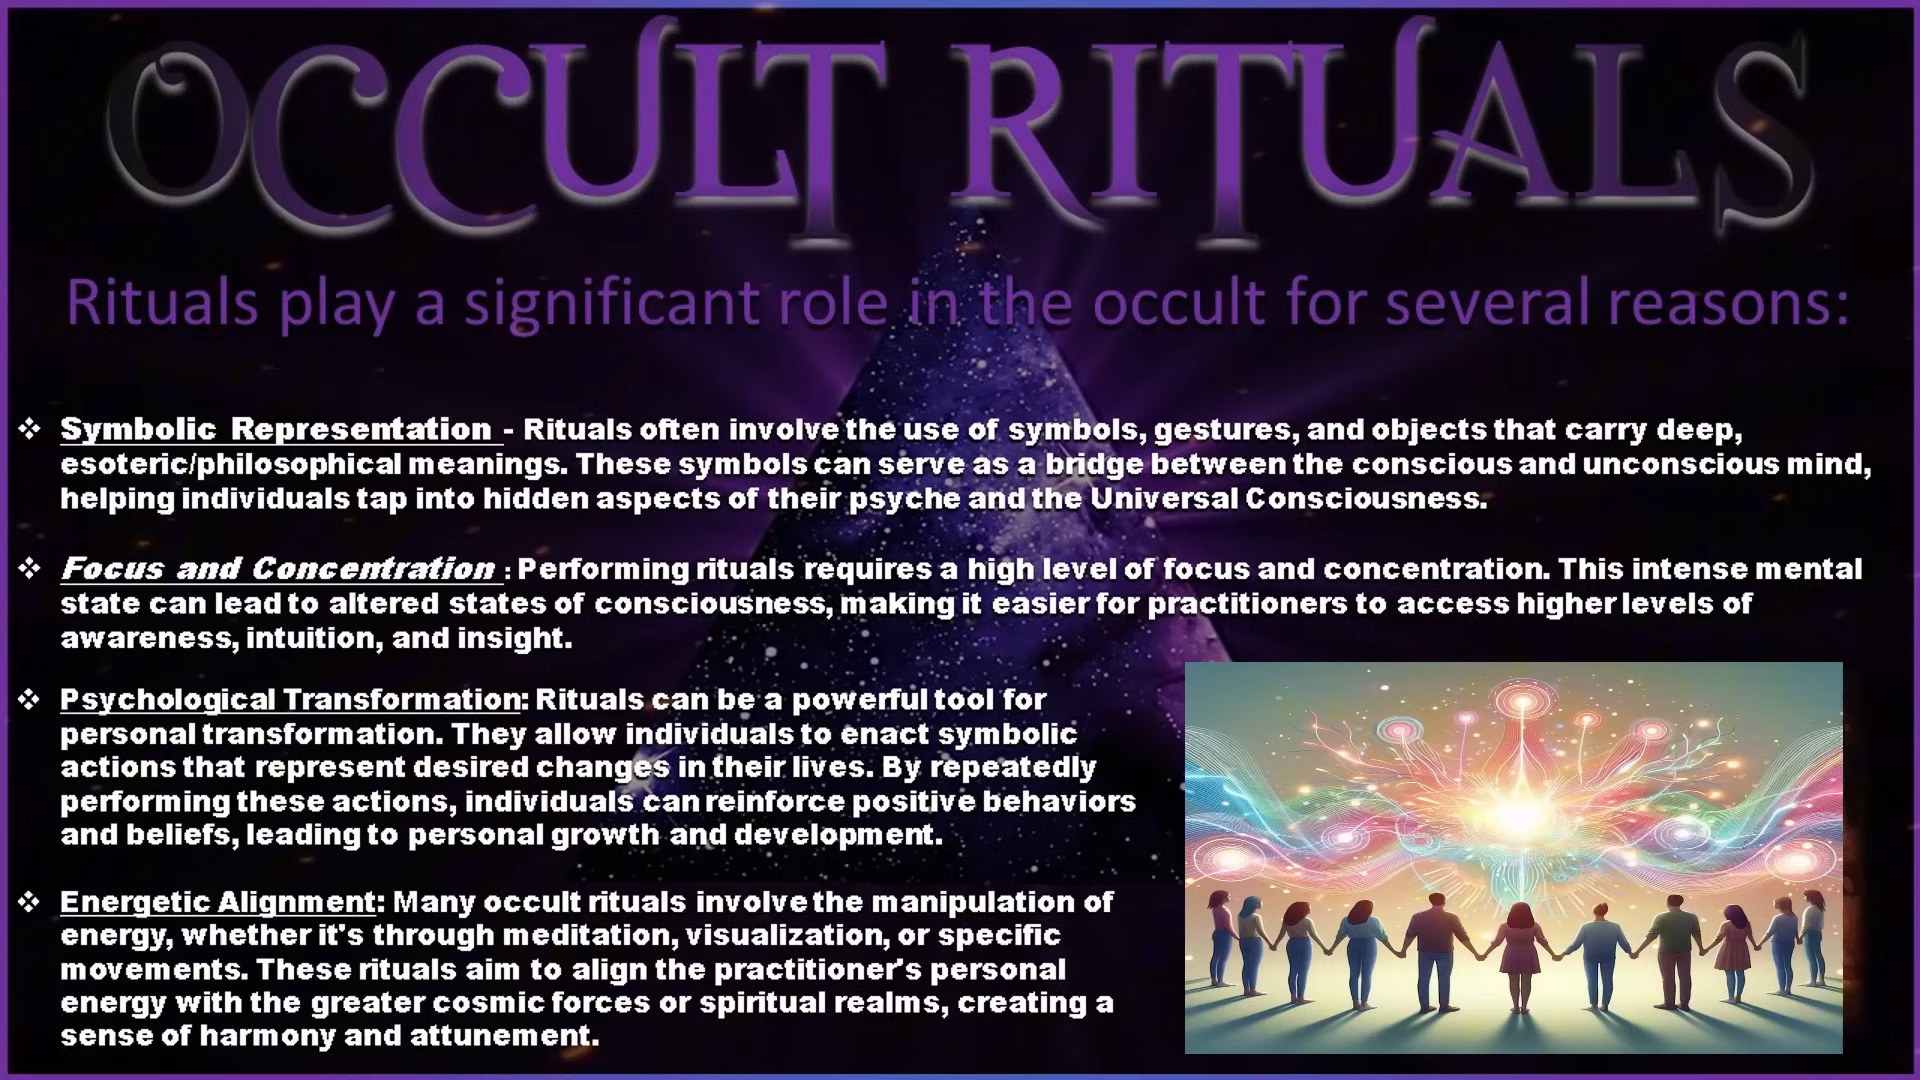 OCCULT RITUALS
Rituals play a significant role in the occult for several reasons:
❖ Symbolic Representation - Rituals often involve the use of symbols, gestures, and objects that carry deep,
esoteric/philosophical meanings. These symbols can serve as a bridge between the conscious and unconscious mind,
helping individuals tap into hidden aspects of their psyche and the Universal Consciousness.
❖ Focus and Concentration : Performing rituals requires a high level of focus and concentration. This intense mental
state can lead to altered states of consciousness, making it easier for practitioners to access higher levels of
awareness, intuition, and insight.
❖ Psychological Transformation: Rituals can be a powerful tool for
personal transformation. They allow individuals to enact symbolic
actions that represent desired changes in their lives. By repeatedly
performing these actions, individuals can reinforce positive behaviors
and beliefs, leading to personal growth and development.
❖ Energetic Alignment: Many occult rituals involve the manipulation of
energy, whether it's through meditation, visualization, or specific
movements. These rituals aim to align the practitioner's personal
energy with the greater cosmic forces or spiritual realms, creating a
sense of harmony and attunement.